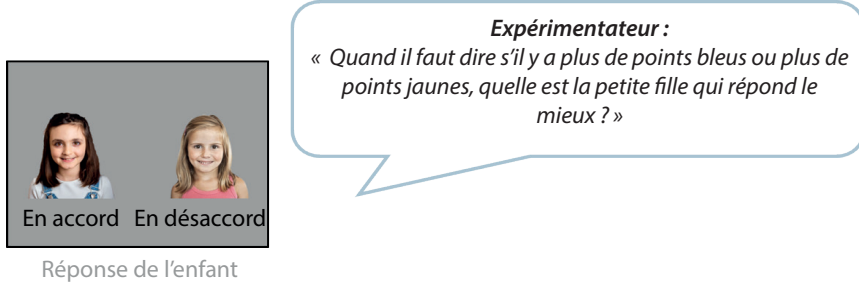 Expérimentateur :
« Quand il faut dire s’il y a plus de points bleus ou plus de
points jaunes, quelle est la petite fille qui répond le
mieux ? »
En accord En désaccord
Réponse de l’enfant